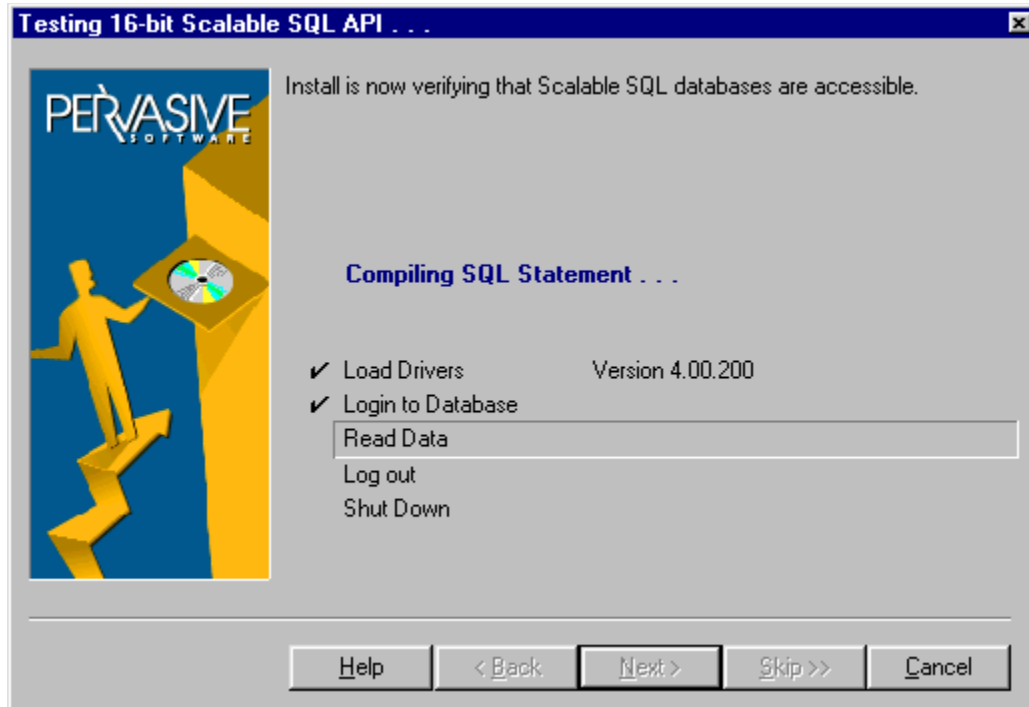 Testing 16-bit Scalable SQL API . . .
PERVASIVE
SOFTWARE
Install is now verifying that Scalable SQL databases are accessible.
Compiling SQL Statement . . .
✔ Load Drivers Version 4.00.200
✔ Login to Database
Read Data
Log out
Shut Down
Help < Back Next > Skip >> Cancel